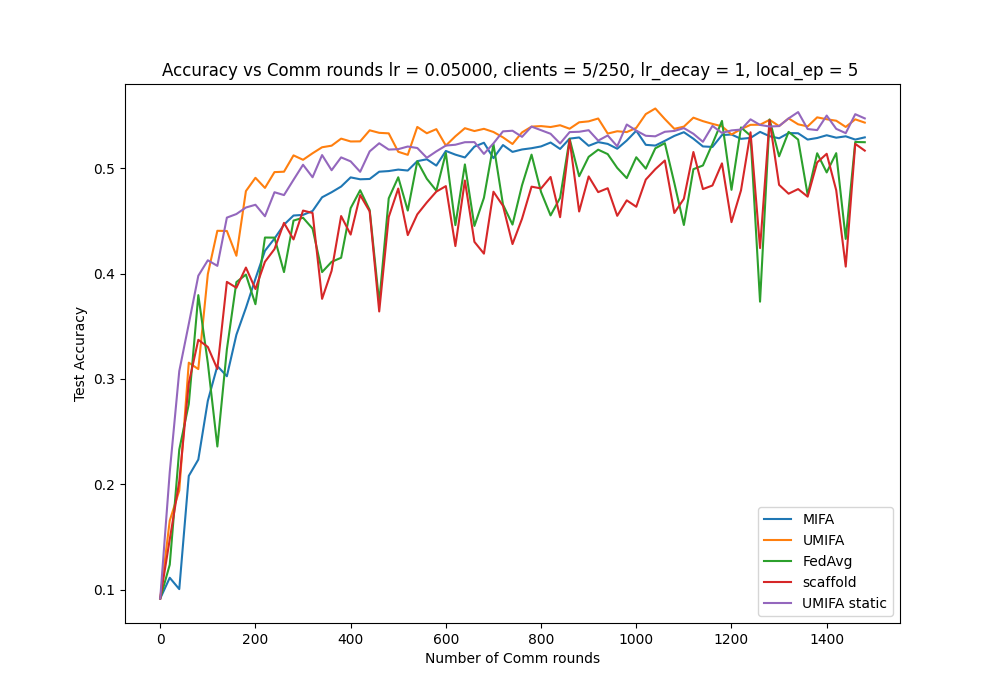 Accuracy vs Comm rounds lr = 0.05000, clients = 5/250, lr_decay = 1, local_ep = 5
Test Accuracy
0.5
0.4
0.3
0.2
0.1
MIFA
UMIFA
FedAvg
scaffold
UMIFA static
0 200 400 600 800 1000 1200 1400
Number of Comm rounds